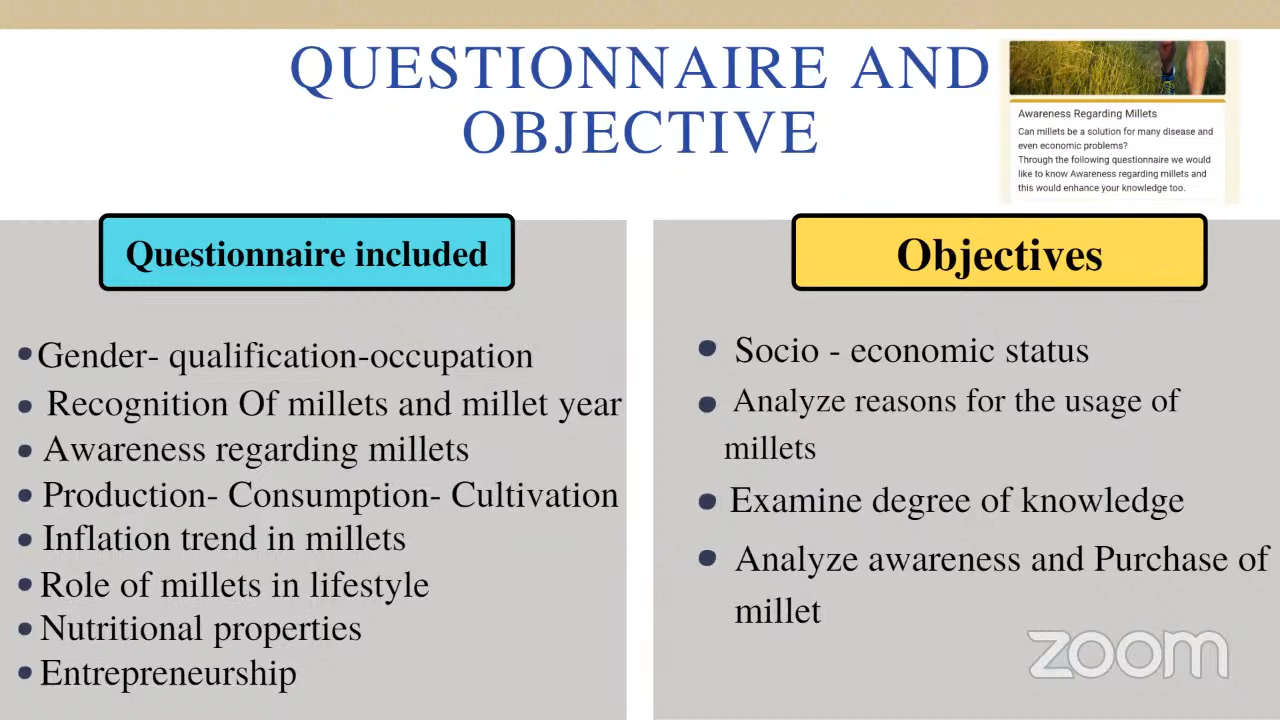 QUESTIONNAIRE AND
OBJECTIVE
Awareness Regarding Millets
Can millets be a solution for many disease and
even economic problems?
Through the following questionnaire we would
like to know Awareness regarding millets and
this would enhance your knowledge too.
Questionnaire included
•Gender- qualification-occupation
• Recognition Of millets and millet year
• Awareness regarding millets
• Production- Consumption- Cultivation
• Inflation trend in millets
• Role of millets in lifestyle
• Nutritional properties
• Entrepreneurship
Objectives
• Socio - economic status
• Analyze reasons for the usage of
millets
• Examine degree of knowledge
• Analyze awareness and Purchase of
millet
zoom